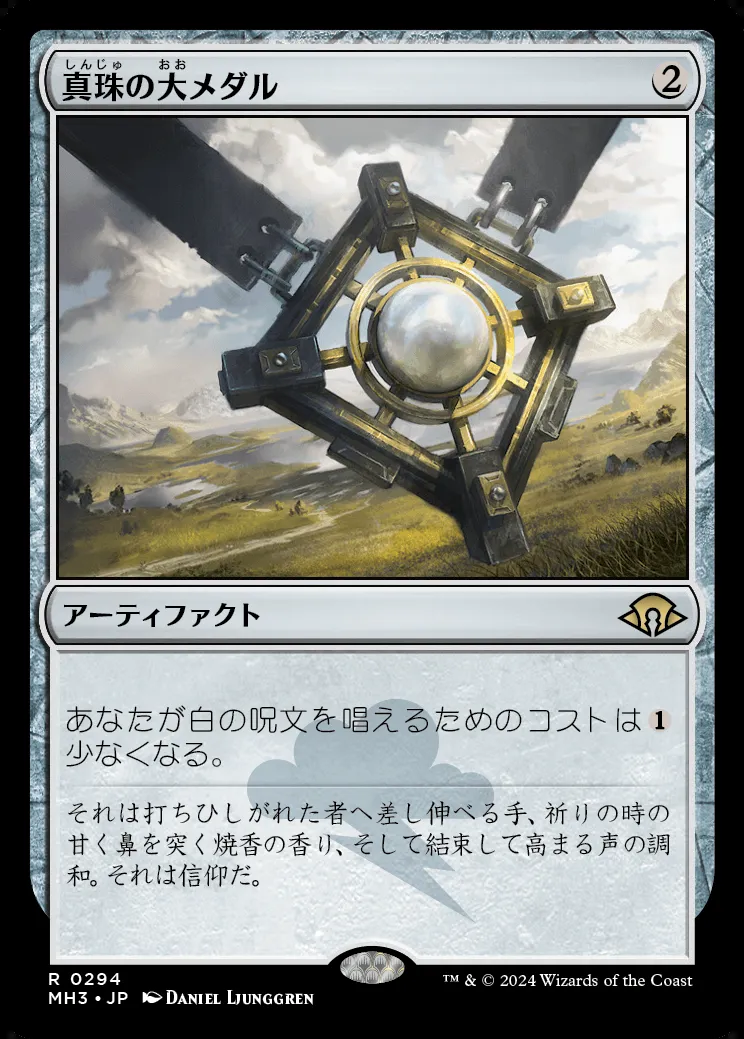 しんじゅ おお
真珠の大メダル
2
アーティファクト
あなたが白の呪文を唱えるためのコストは1
少なくなる。
それは打ちひしがれた者へ差し伸べる手、祈りの時の
甘く鼻を突く焼香の香り、そして結束して高まる声の調
和。それは信仰だ。
R 0294
MH3 • JP DANIEL LJUNGGREN
™ & © 2024 Wizards of the Coast